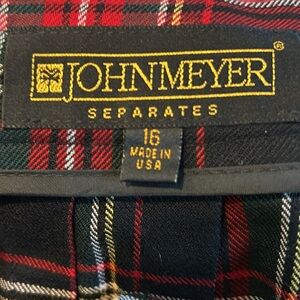 JOHNMEYER®
SEPARATES
16
MADE IN
USA